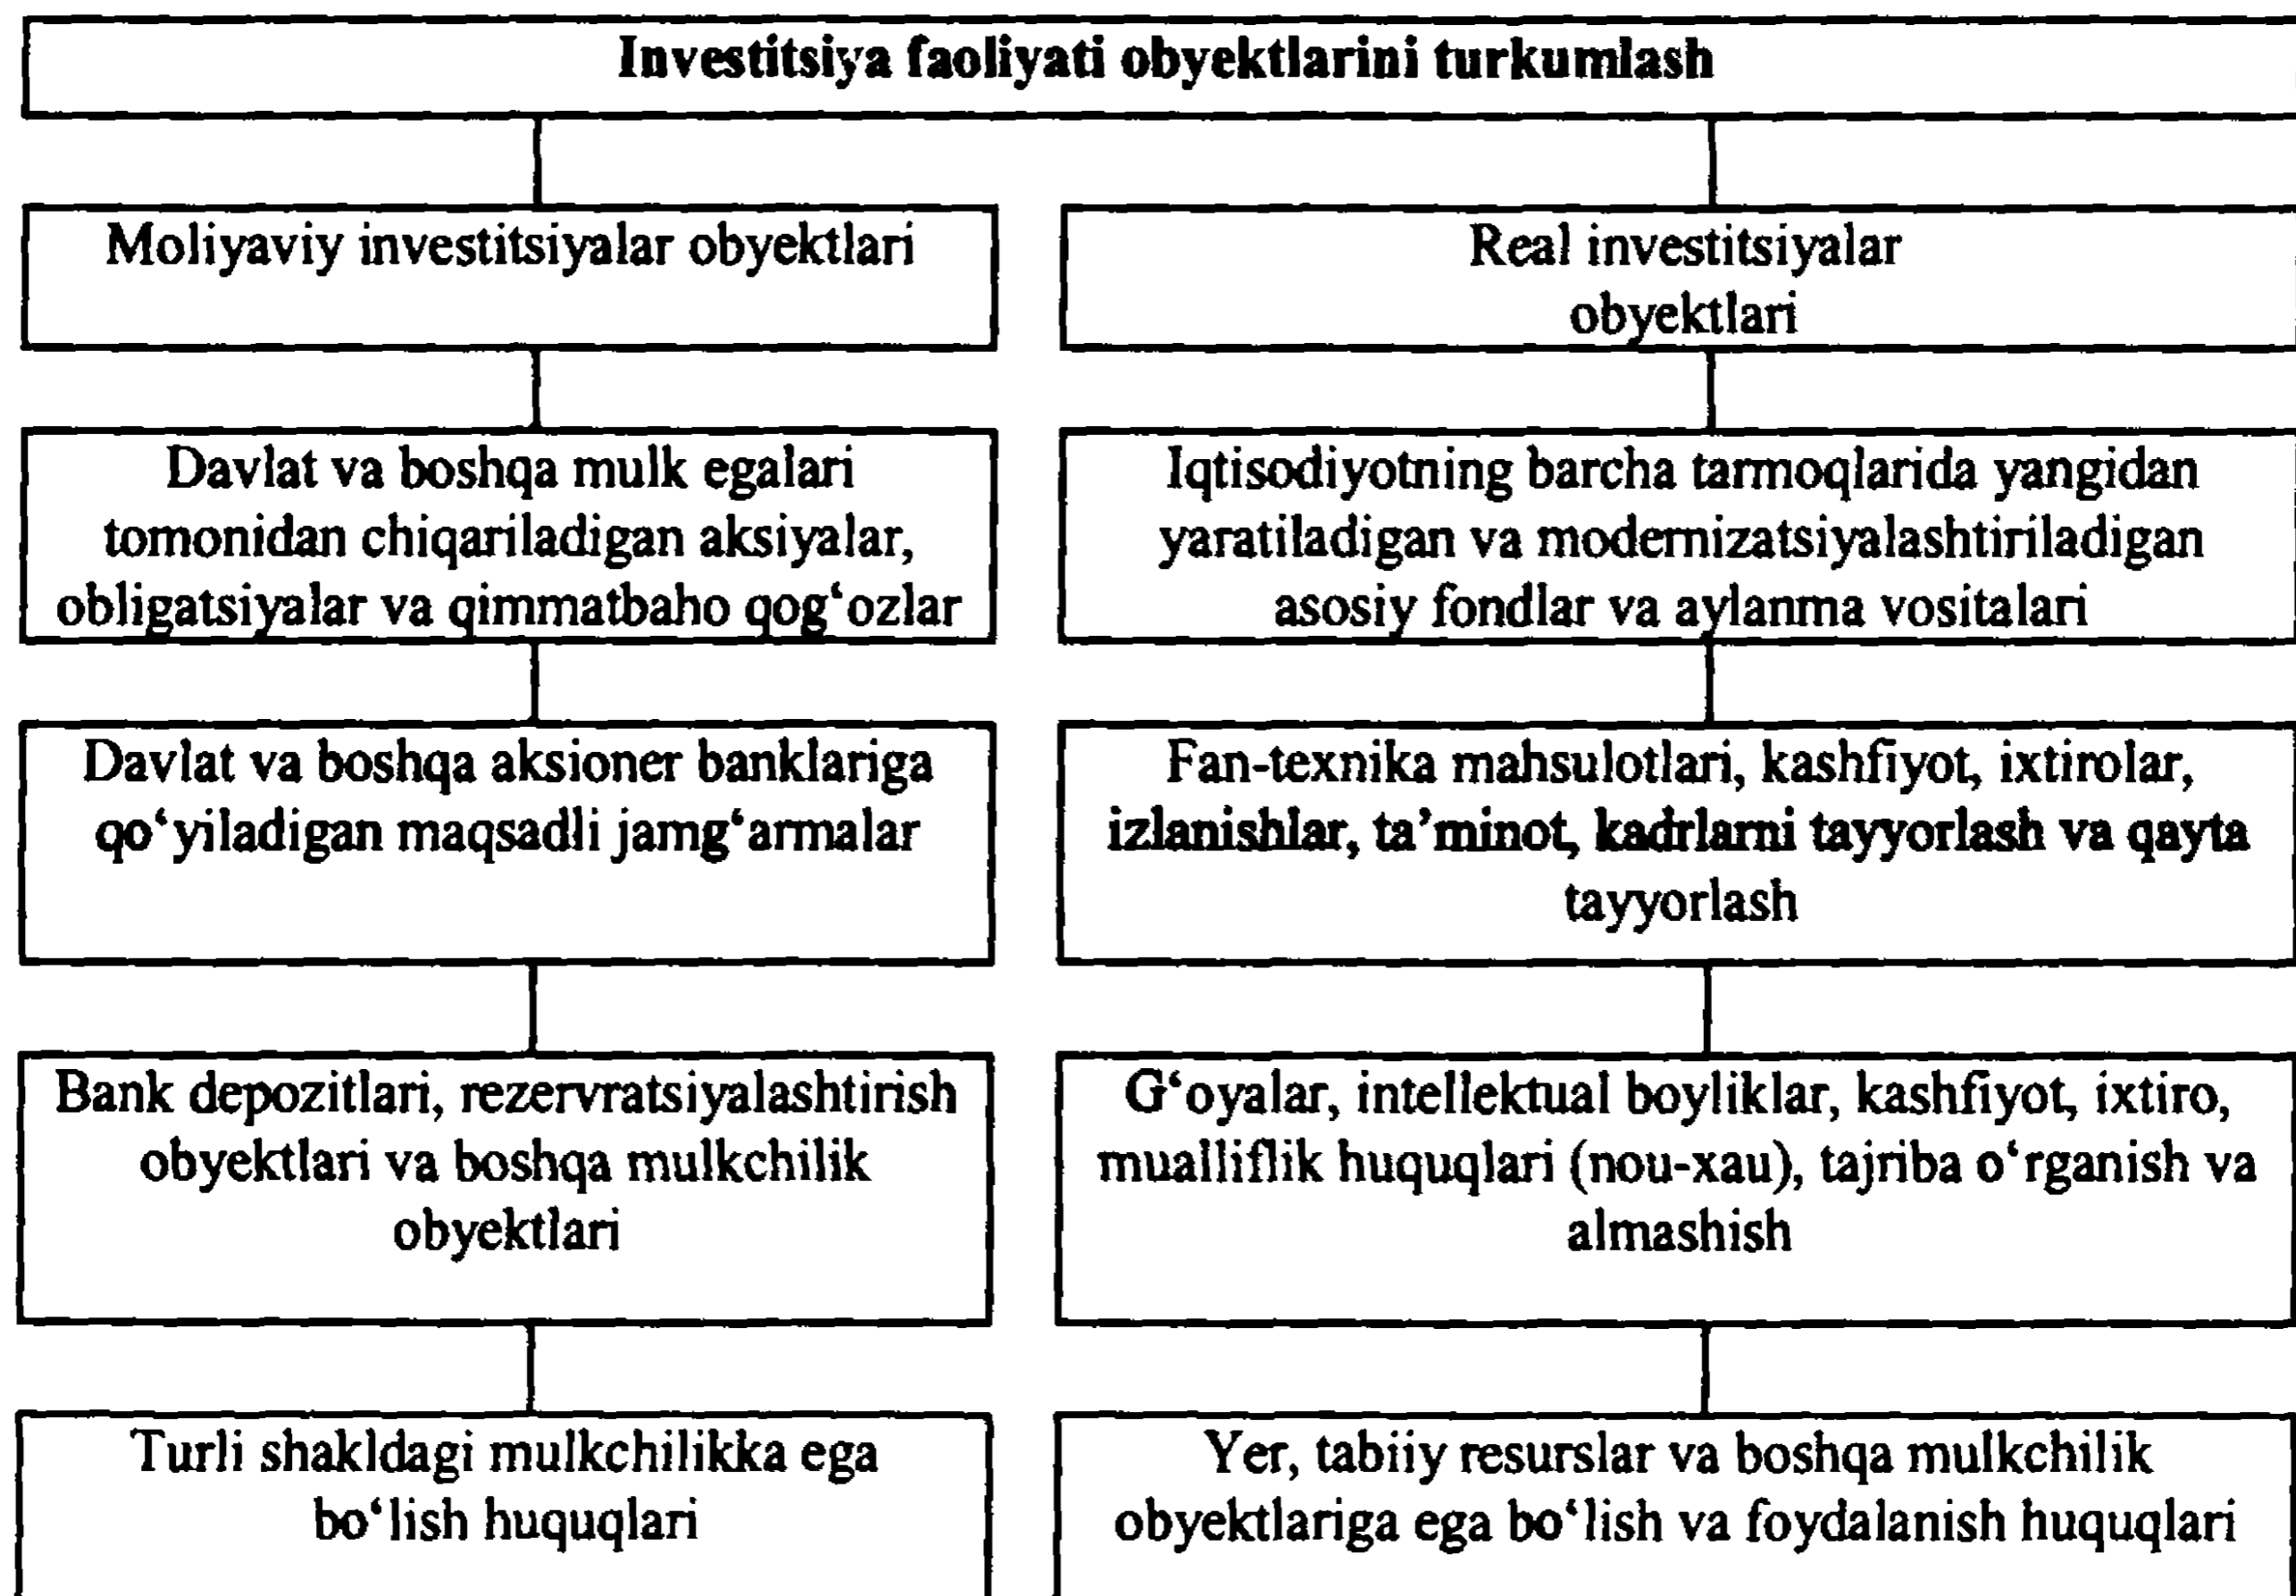 Investitsiya faoliyati obyektlarini turkumlash
Moliyaviy investitsiyalar obyektlari
Real investitsiyalar
obyektlari
Davlat va boshqa mulk egalari
tomonidan chiqariladigan aksiyalar,
obligatsiyalar va qimmatbaho qog‘ozlar
Iqtisodiyotning barcha tarmoqlarida yangidan
yaratiladigan va modernizatsiyalashtiriladigan
asosiy fondlar va aylanma vositalari
Davlat va boshqa aksioner banklariga
qo‘yiladigan maqsadli jamg‘armalar
Fan-texnika mahsulotlari, kashfiyot, ixtirolar,
izlanishlar, ta’minot, kadrlarni tayyorlash va qayta
tayyorlash
Bank depozitlari, rezervratsiyalashtirish
obyektlari va boshqa mulkchilik
obyektlari
G‘oyalar, intellektual boyliklar, kashfiyot, ixtiro,
mualliflik huquqlari (nou-xau), tajriba o‘rganish va
almashish
Turli shakldagi mulkchilikka ega
bo‘lish huquqlari
Yer, tabiiy resurslar va boshqa mulkchilik
obyektlariga ega bo‘lish va foydalanish huquqlari